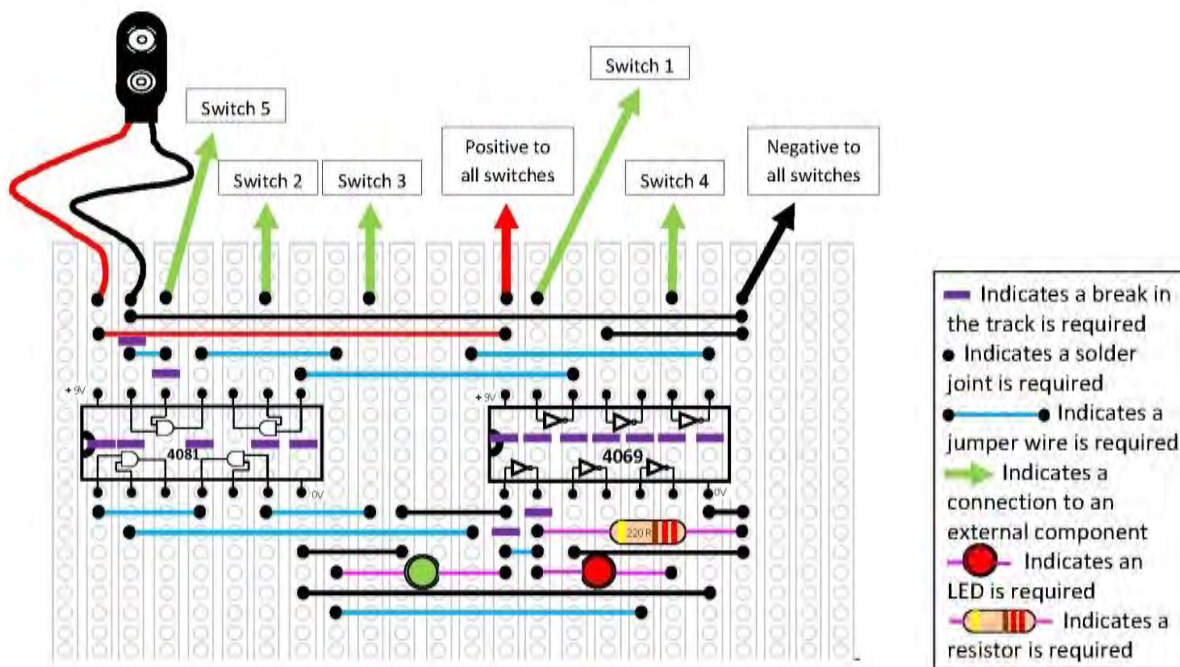 Switch 1
Switch 5
Positive to
all switches
Negative to
all switches
Switch 2
Switch 3
Switch 4
+ 9V
4081
0V
+ 9V
4069
0V
220 R
Indicates a break in
the track is required
Indicates a solder
joint is required
Indicates a
jumper wire is required
Indicates a
connection to an
external component
Indicates an
LED is required
Indicates a
resistor is required